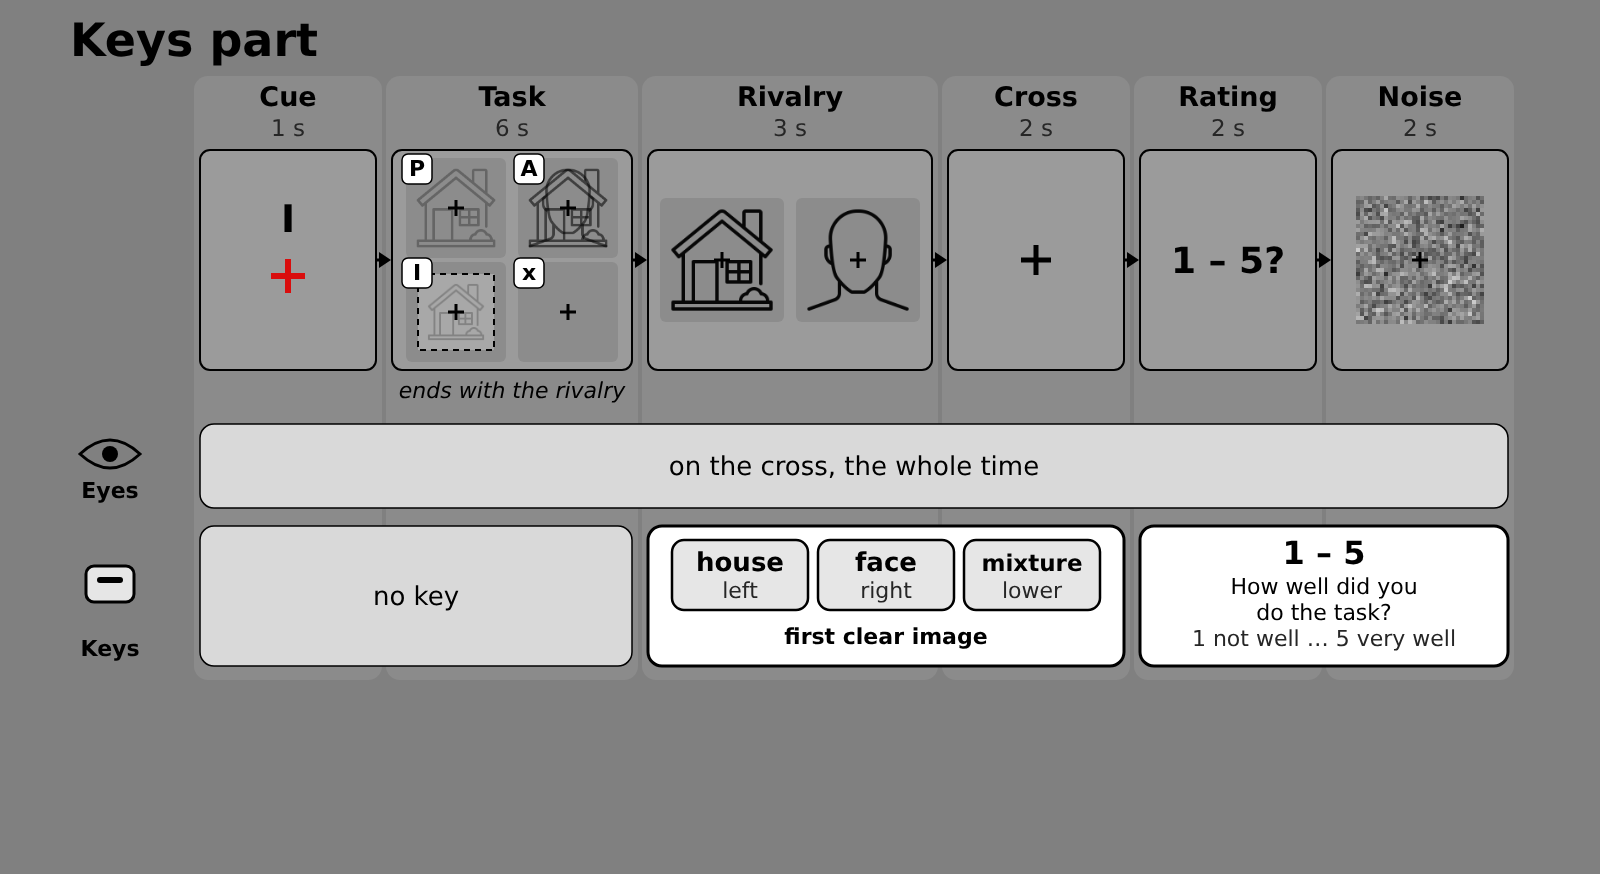 Keys part
Cue
1 s
Task
6 s
Rivalry
3 s
Cross
2 s
Rating
2 s
Noise
2 s
I
P
A
I
x
1 – 5?
ends with the rivalry
Eyes
on the cross, the whole time
Keys
no key
house
left
face
right
mixture
lower
first clear image
1 – 5
How well did you
do the task?
1 not well ... 5 very well